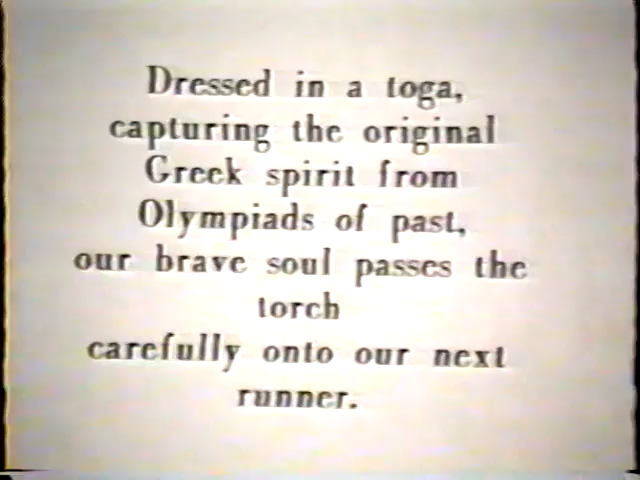 Dressed in a toga,
capturing the original
Greek spirit from
Olympiads of past,
our brave soul passes the
torch
carefully onto our next
runner.